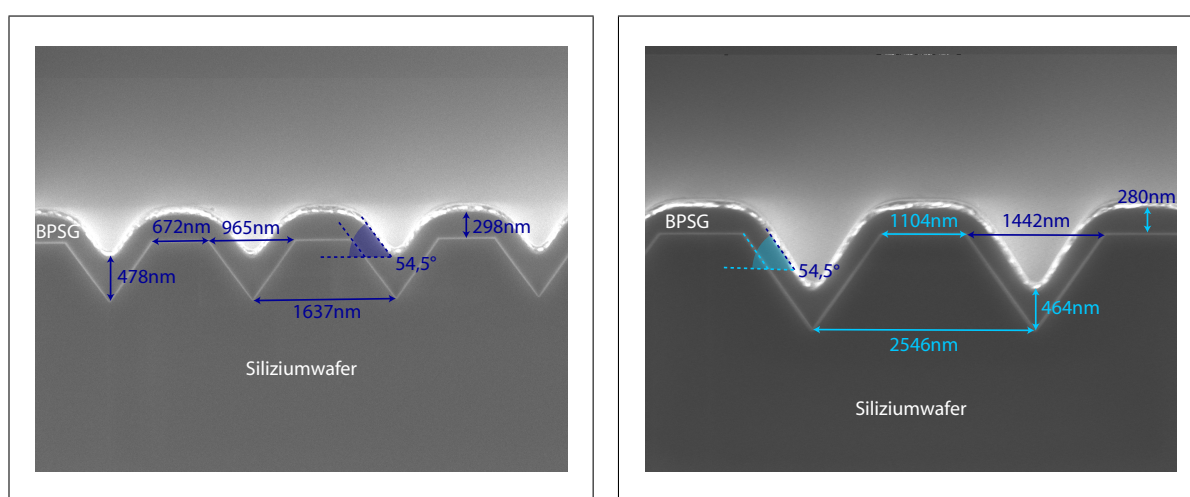 672nm
965nm
298nm
BPSG
54,5°
478nm
1637nm
Siliziumwafer
280nm
BPSG
1104nm
1442nm
54,5°
464nm
2546nm
Siliziumwafer